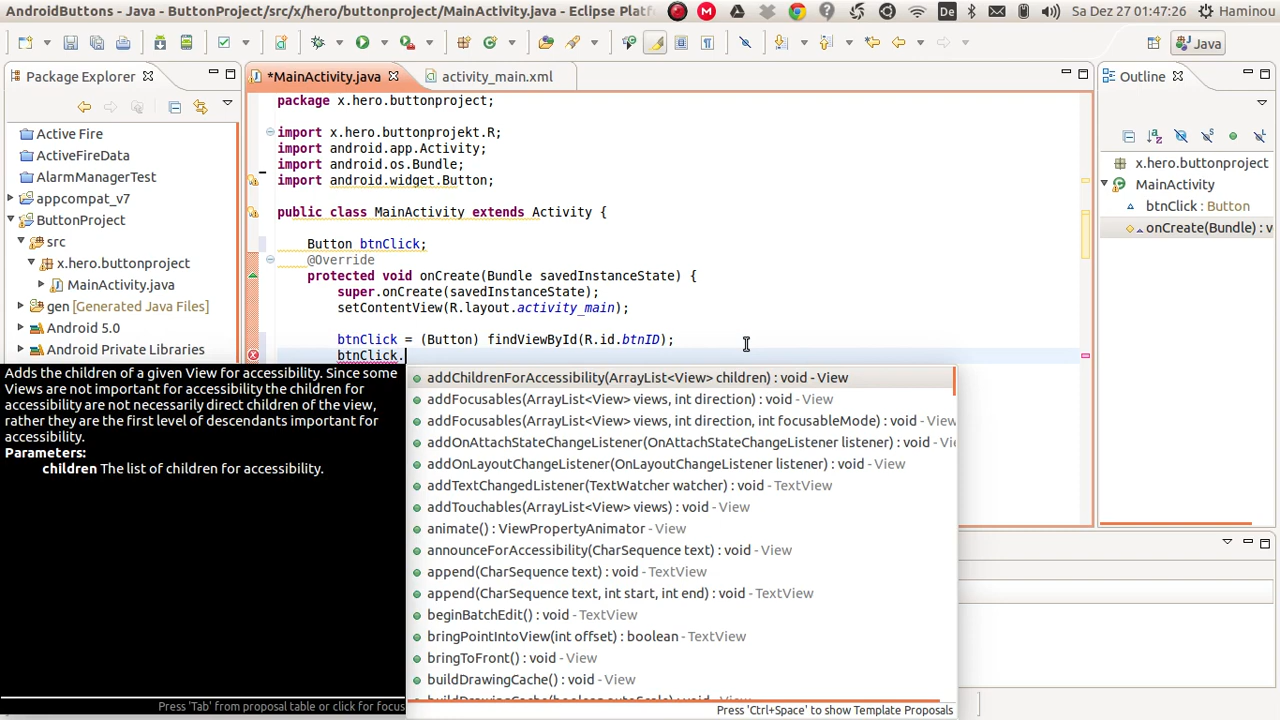 AndroidButtons - Java - ButtonProject/src/x/hero/buttonproject/MainActivity.java - Eclipse Platf
De
Sa Dez 27 01:47:26
Haninou
Java
Package Explorer
*MainActivity.java
activity_main.xml
Outline
Active Fire
ActiveFireData
AlarmManagerTest
appcompat_v7
ButtonProject
src
x.hero.buttonproject
MainActivity.java
gen [Generated Java Files]
Android 5.0
Android Private Libraries
package x.hero.buttonproject;
import x.hero.buttonprojekt.R;
import android.app.Activity;
import android.os.Bundle;
import android.widget.Button;
public class MainActivity extends Activity {
Button btnClick;
@Override
protected void onCreate(Bundle savedInstanceState) {
super.onCreate(savedInstanceState);
setContentView(R.layout.activity_main);
btnClick = (Button) findViewById(R.id.btnID);
btnClick.
x.hero.buttonproject
MainActivity
btnClick : Button
onCreate(Bundle) : v
Adds the children of a given View for accessibility. Since some
Views are not important for accessibility the children for
accessibility are not necessarily direct children of the view,
rather they are the first level of descendants important for
accessibility.
Parameters:
children The list of children for accessibility.
Press 'Tab' from proposal table or click for focus
addChildrenForAccessibility(ArrayList<View> children) : void - View
addFocusables(ArrayList<View> views, int direction) : void - View
addFocusables(ArrayList<View> views, int direction, int focusableMode) : void - View
addOnAttachStateChangeListener(OnAttachStateChangeListener listener) : void - View
addOnLayoutChangeListener(OnLayoutChangeListener listener) : void - View
addTextChangedListener(TextWatcher watcher) : void - TextView
addTouchables(ArrayList<View> views) : void - View
animate() : ViewPropertyAnimator - View
announceForAccessibility(CharSequence text) : void - View
append(CharSequence text) : void - TextView
append(CharSequence text, int start, int end) : void - TextView
beginBatchEdit() : void - TextView
bringPointIntoView(int offset) : boolean - TextView
bringToFront() : void - View
buildDrawingCache() : void - View
buildDrawingCache(boolean autoScale) : void - View
Press 'Ctrl+Space' to show Template Proposals